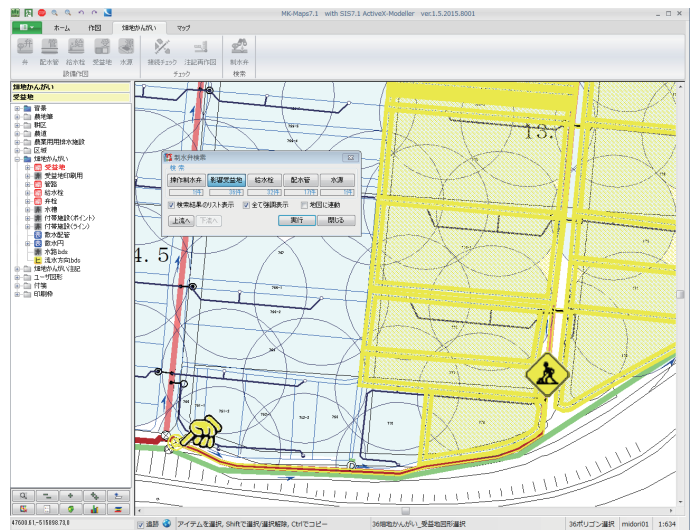 MK-Maps7.1 with SIS7.1 ActiveX-Modeller ver.1.5.2015.8001
ホーム 作図 畑地かんがい マップ
弁 配水管 給水栓 受益地 水源 接続チェック 注記再作図 制水弁
設備作図 チェック 検索
畑地かんがい
受益地
背景
農地筆
耕区
農道
農業用用排水施設
区域
畑地かんがい
受益地
受益地印刷用
管路
給水栓
弁栓
水槽
付帯施設(ポイント)
付帯施設(ライン)
散水配管
散水円
水路bdx
流水方向bds
畑地かんがい注記
ユーザ図形
付箋
印刷枠
制水弁検索
検索
操作制水弁 影響受益地 給水栓 配水管 水源
36件
検索結果のリスト表示 全て強調表示 地図に連動
上流へ 下流へ 実行 閉じる
13.
4.5
追跡 アイテムを選択, Shiftで選択/選択解除, Ctrlでコピー 36畑地かんがい_受益地図形選択 36ポリゴン選択 midori01 1:634